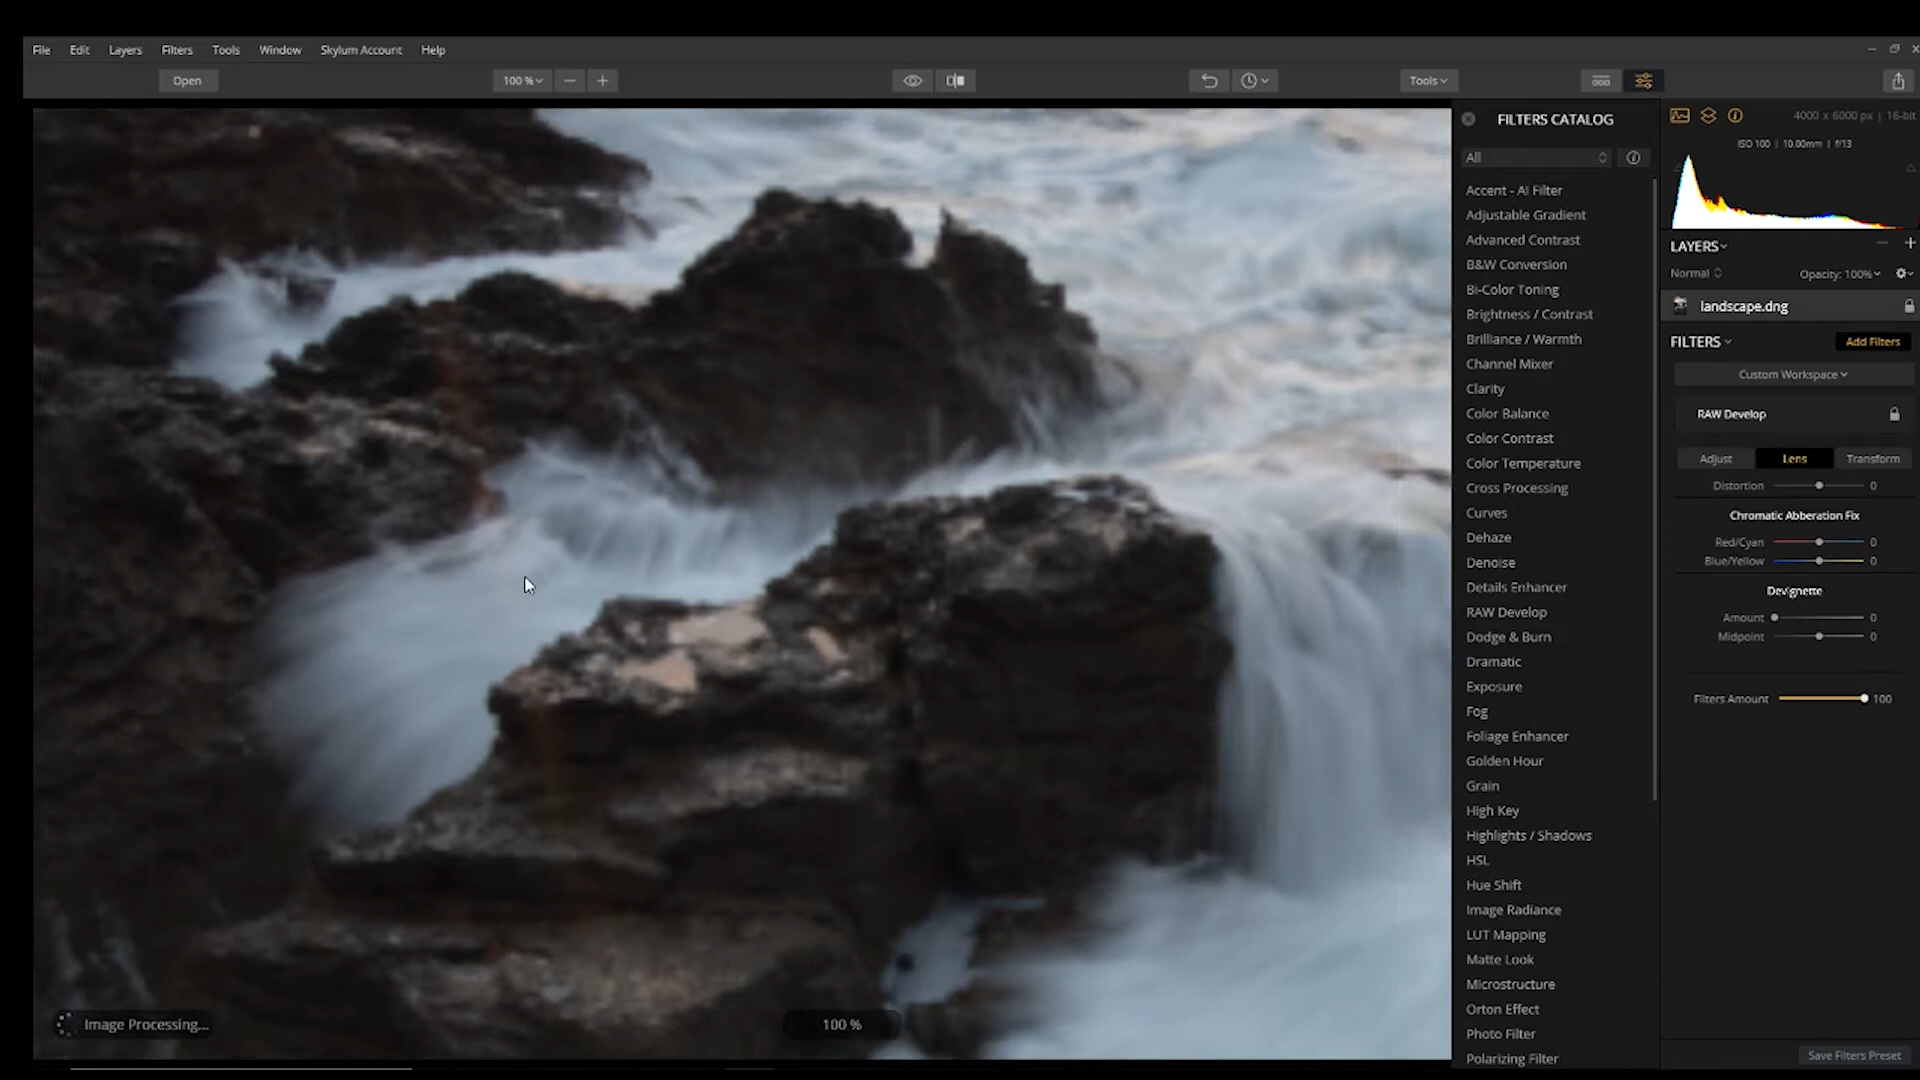 File Edit Layers Filters Tools Window Skylum Account Help
Open 100 % Tools
FILTERS CATALOG
All
Accent - AI Filter
Adjustable Gradient
Advanced Contrast
B&W Conversion
Bi-Color Toning
Brightness / Contrast
Brilliance / Warmth
Channel Mixer
Clarity
Color Balance
Color Contrast
Color Temperature
Cross Processing
Curves
Dehaze
Denoise
Details Enhancer
RAW Develop
Dodge & Burn
Dramatic
Exposure
Fog
Foliage Enhancer
Golden Hour
Grain
High Key
Highlights / Shadows
HSL
Hue Shift
Image Radiance
LUT Mapping
Matte Look
Microstructure
Orton Effect
Photo Filter
Polarizing Filter
4000 x 6000 px | 16-bit
ISO 100 | 10.00mm | f/13
LAYERS
Normal Opacity: 100%
landscape.dng
FILTERS Add Filters
Custom Workspace
RAW Develop
Adjust Lens Transform
Distortion 0
Chromatic Abberation Fix
Red/Cyan 0
Blue/Yellow 0
Devignette
Amount 0
Midpoint 0
Filters Amount 100
Save Filters Preset
Image Processing...
100 %